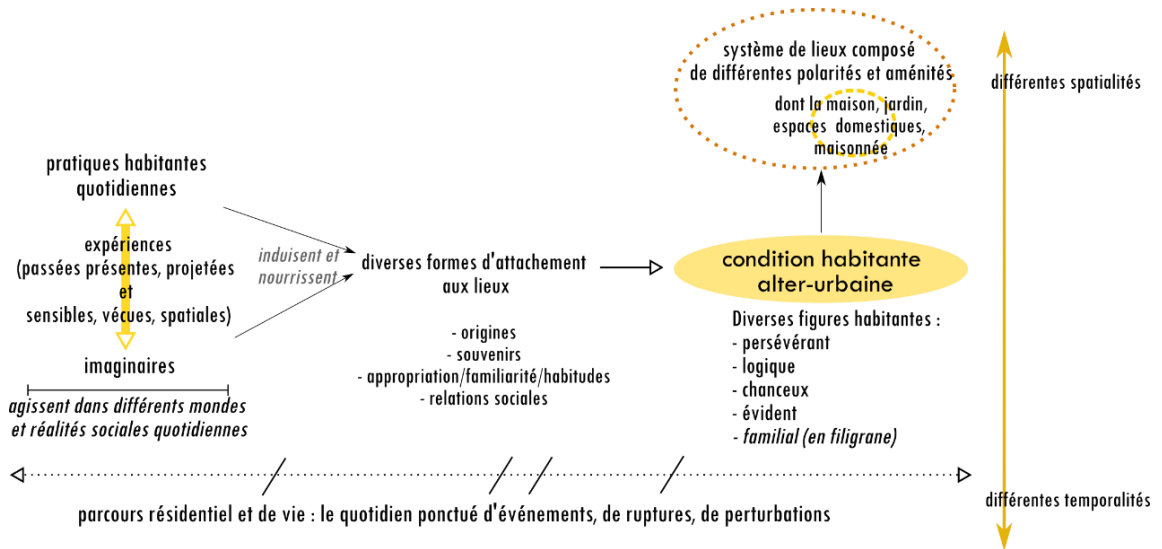 système de lieux composé
de différentes polarités et aménités
dont la maison, jardin,
espaces domestiques,
maisonnée
différentes spatialités
pratiques habitantes
quotidiennes
expériences
(passées présentes, projetées
et
sensibles, vécues, spatiales)
imaginaires
agissent dans différents mondes
et réalités sociales quotidiennes
induisent et
nourrissent
diverses formes d'attachement
aux lieux
- origines
- souvenirs
- appropriation/familiarité/habitudes
- relations sociales
condition habitante
alter-urbaine
Diverses figures habitantes :
- persévérant
- logique
- chanceux
- évident
- familial (en filigrane)
différentes temporalités
parcours résidentiel et de vie : le quotidien ponctué d'événements, de ruptures, de perturbations